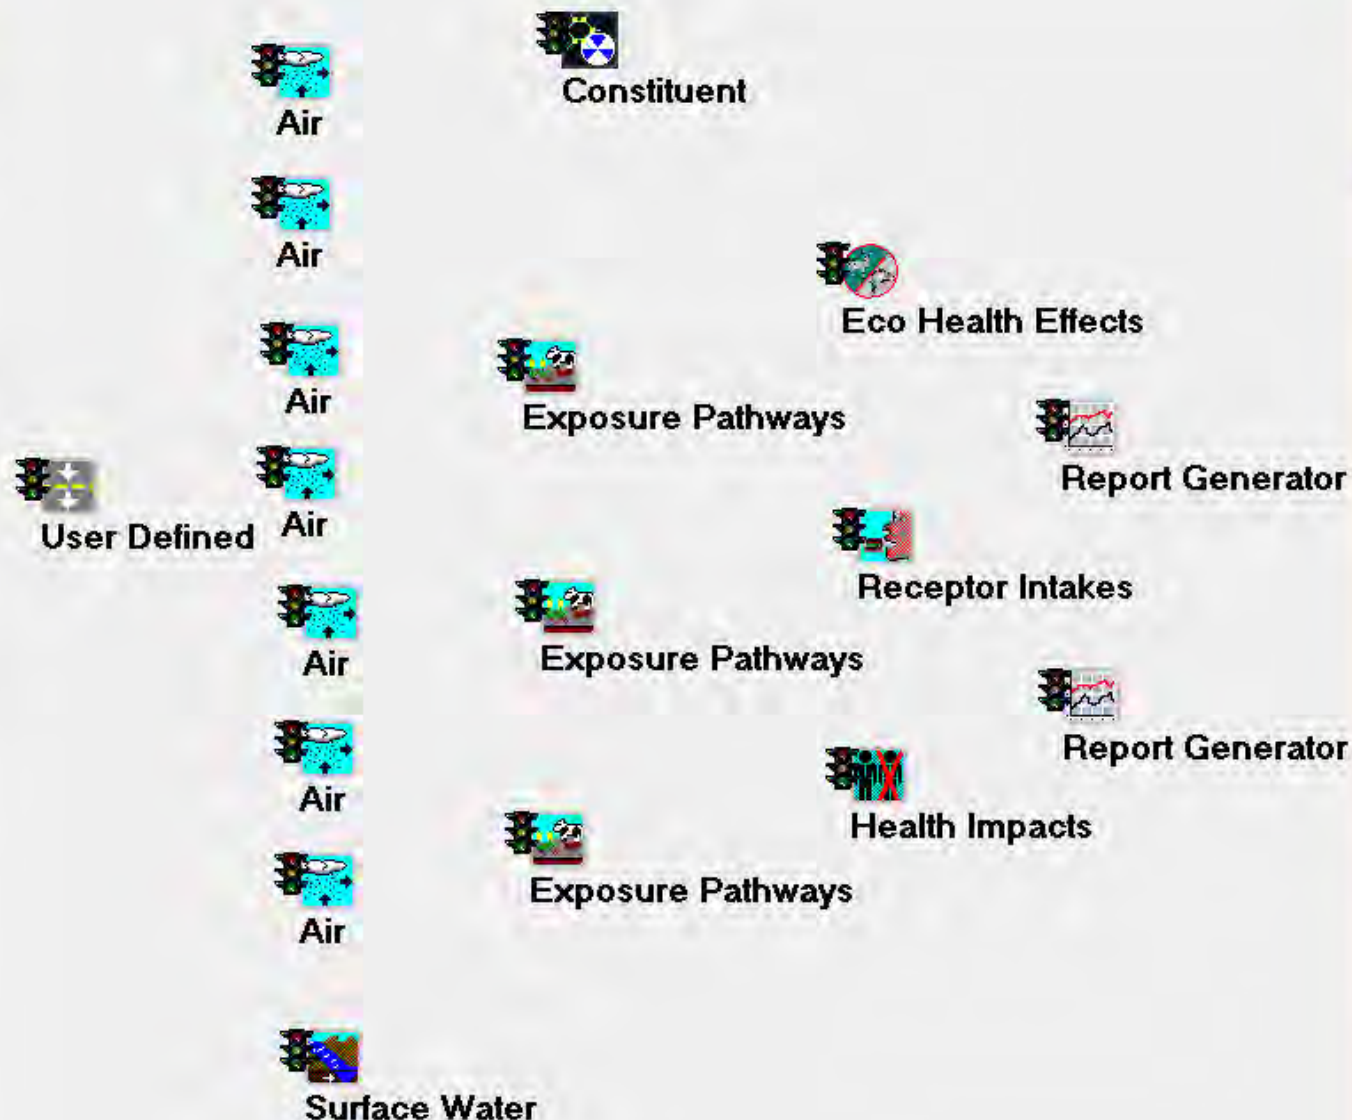 Constituent
Air
Air
Eco Health Effects
Air
Exposure Pathways
Report Generator
User Defined
Air
Receptor Intakes
Air
Exposure Pathways
Report Generator
Air
Health Impacts
Exposure Pathways
Air
Surface Water